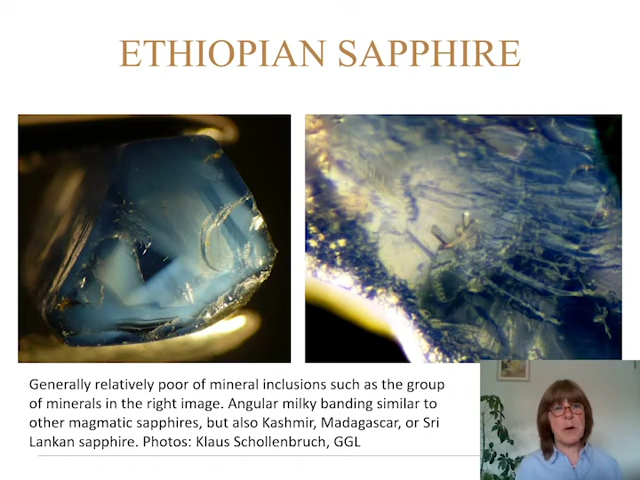 ETHIOPIAN SAPPHIRE
Generally relatively poor of mineral inclusions such as the group
of minerals in the right image. Angular milky banding similar to
other magmatic sapphires, but also Kashmir, Madagascar, or Sri
Lankan sapphire. Photos: Klaus Schollenbruch, GGL